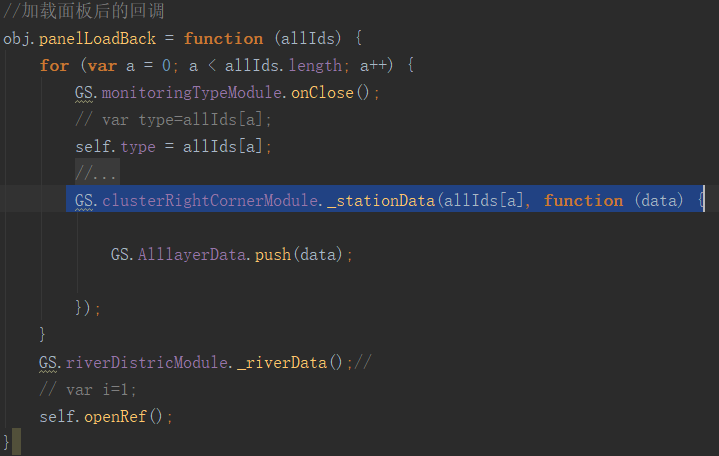 //加载面板后的回调
obj.panelLoadBack = function (allIds) {
for (var a = 0; a < allIds.length; a++) {
GS.monitoringTypeModule.onClose();
// var type=allIds[a];
self.type = allIds[a];
//...
GS.clusterRightCornerModule._stationData(allIds[a], function (data) {
GS.AlllayerData.push(data);
});
}
GS.riverDistricModule._riverData();//
// var i=1;
self.openRef();
}